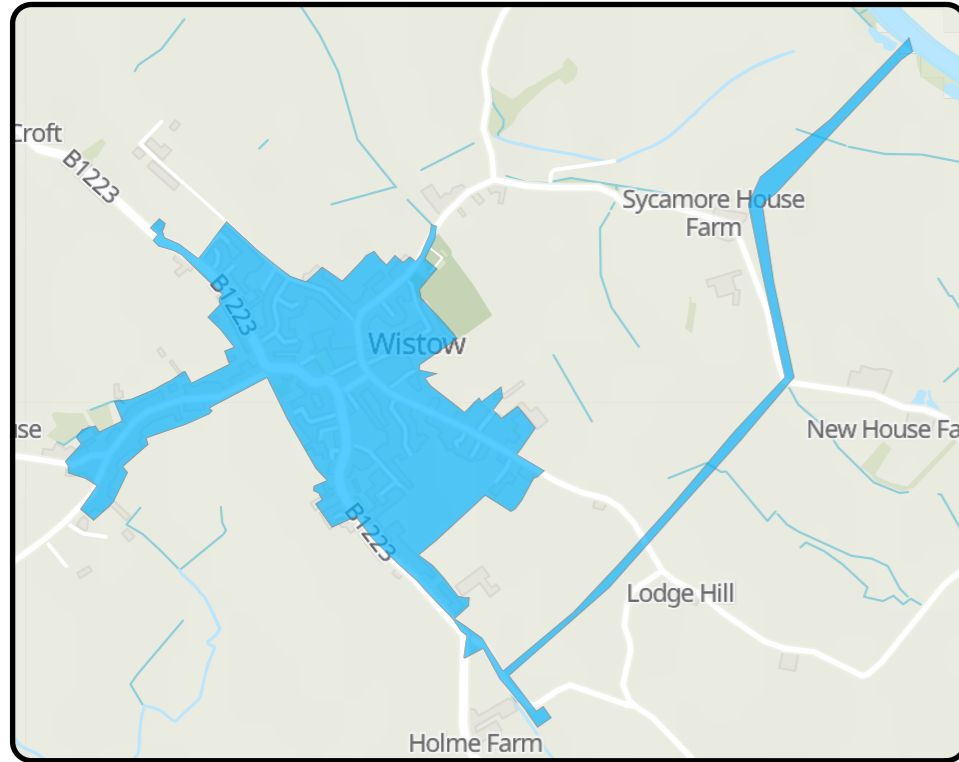 Croft
B1223
Sycamore House
Farm
B1223
Wistow
use
New House Fa
B1223
Lodge Hill
Holme Farm